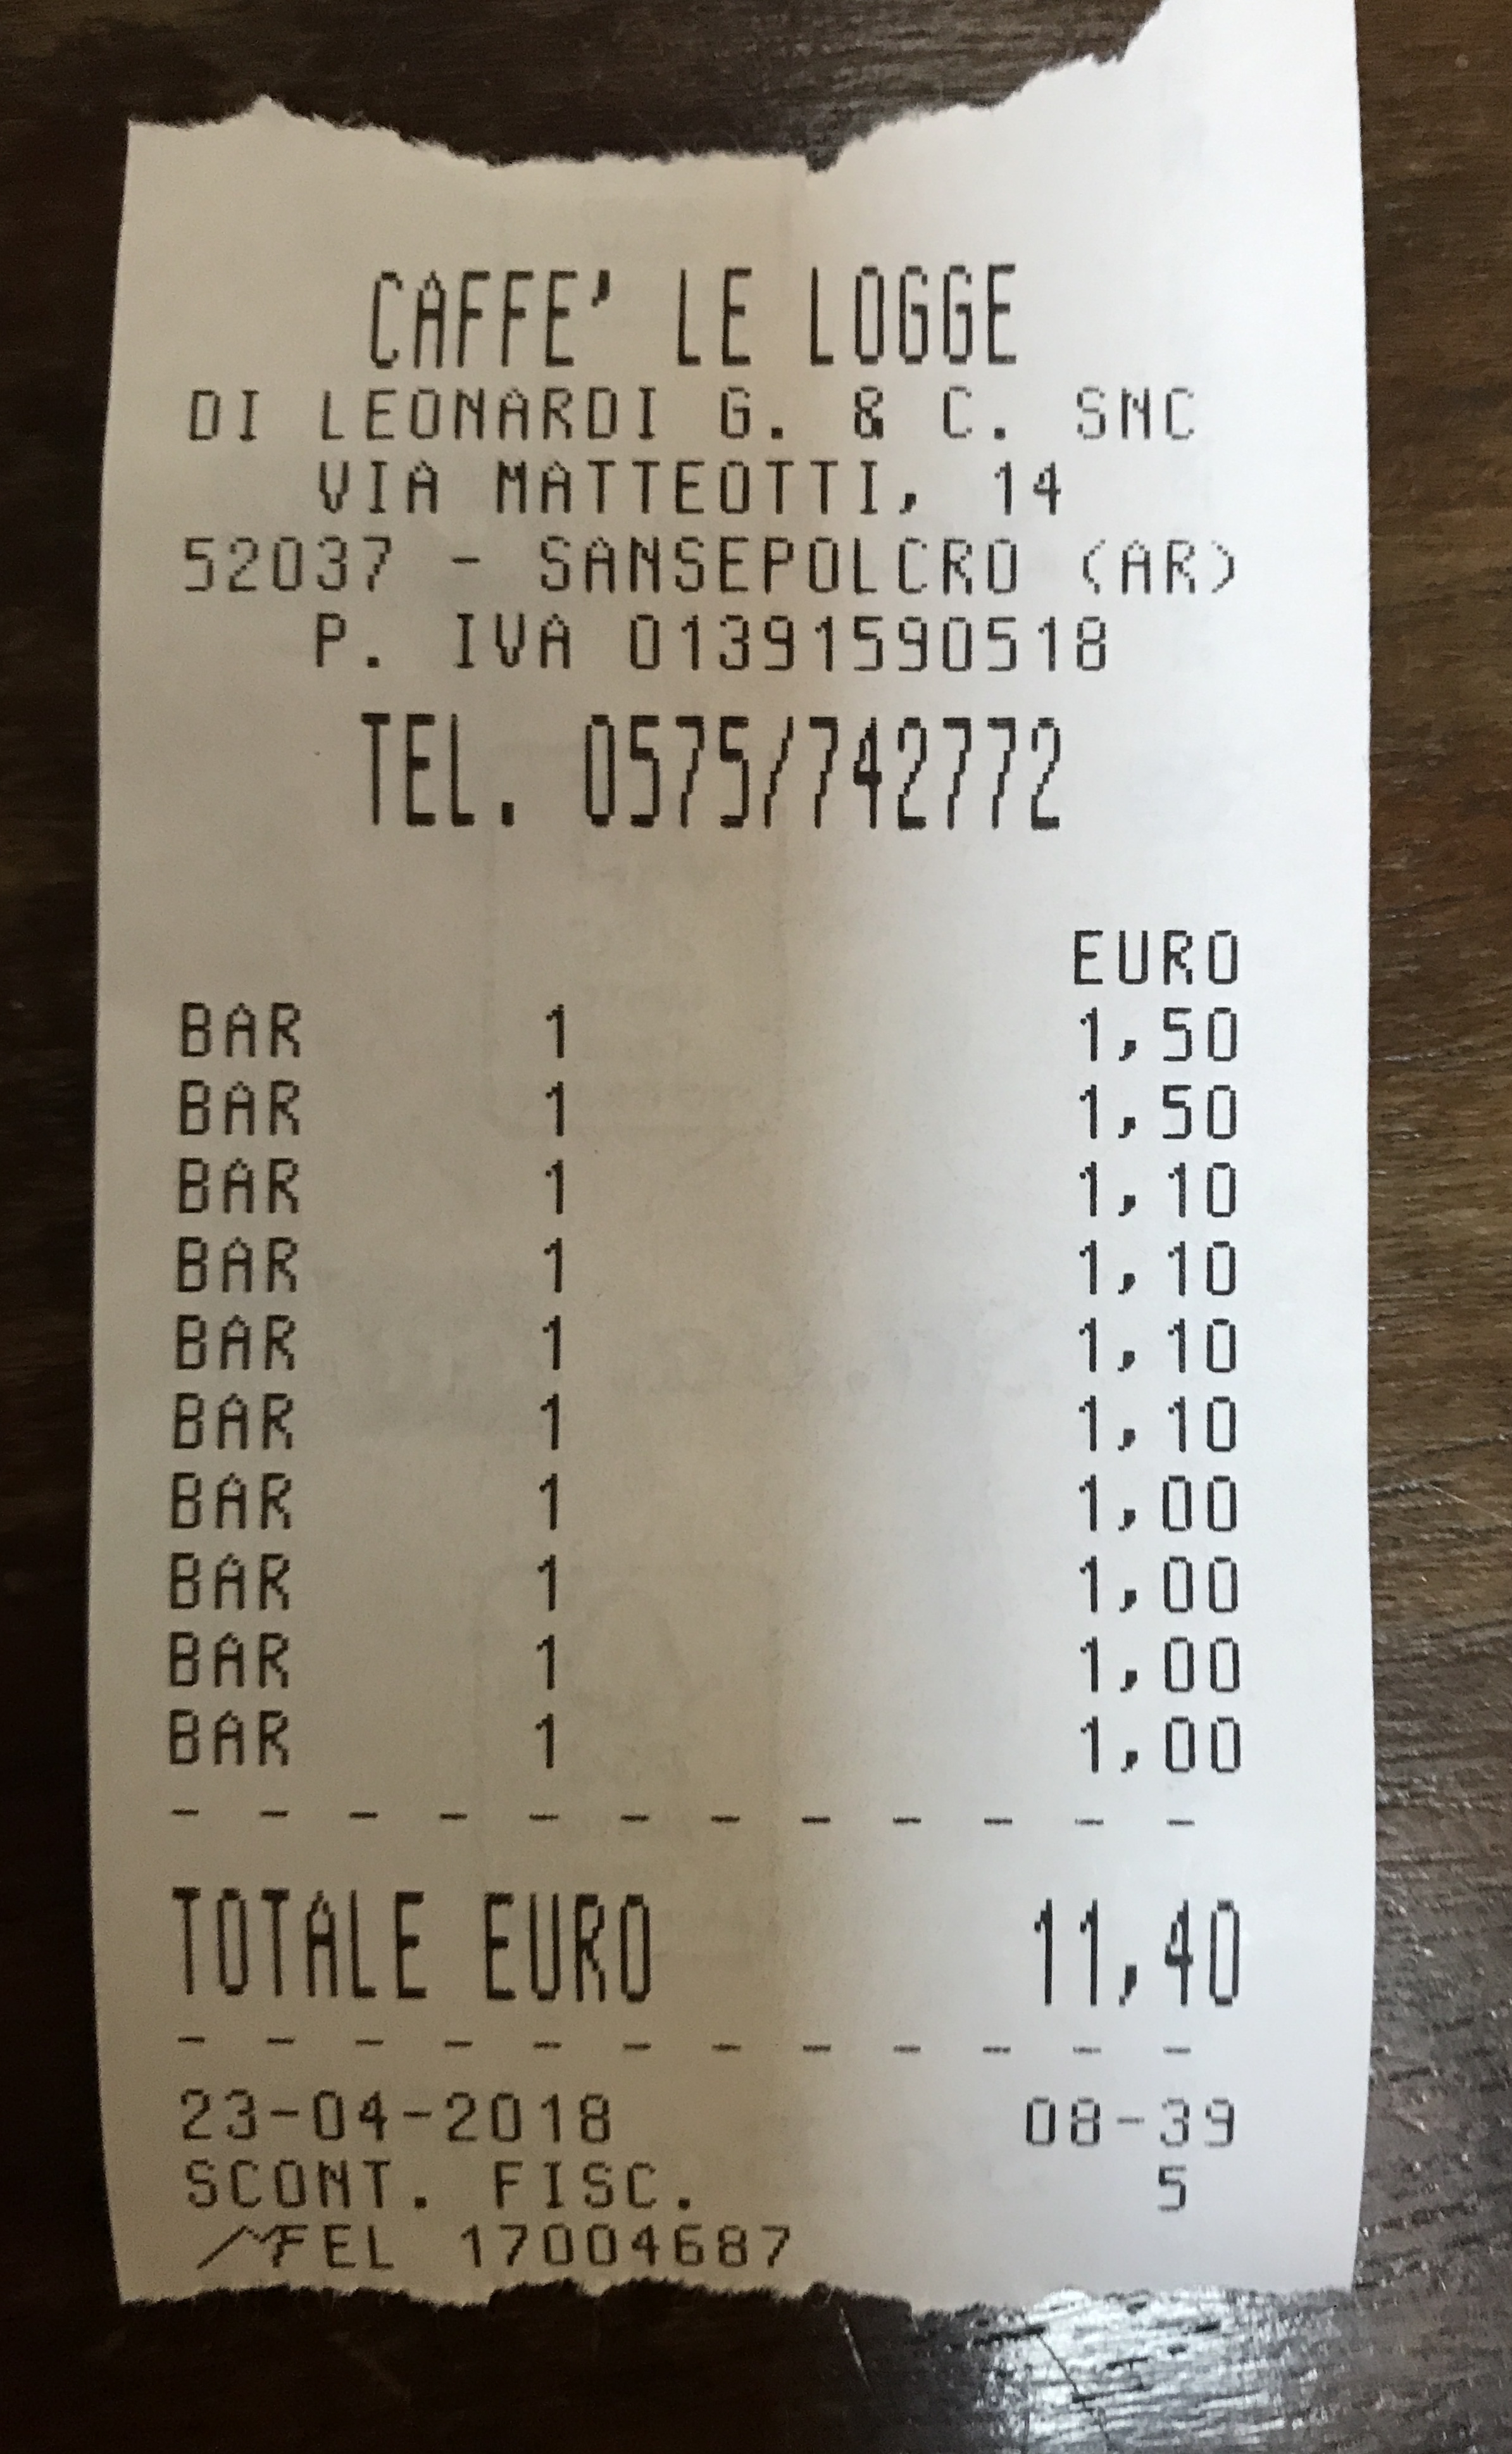 CAFFE' LE LOGGE
DI LEONARDI G. & C. SNC
VIA MATTEOTTI, 14
52037 - SANSEPOLCRO (AR)
P. IVA 01391590518
TEL. 0575/742772
EURO
BAR 1 1,50
BAR 1 1,50
BAR 1 1,10
BAR 1 1,10
BAR 1 1,10
BAR 1 1,10
BAR 1 1,00
BAR 1 1,00
BAR 1 1,00
BAR 1 1,00
- - - - - - - - - - - -
TOTALE EURO 11,40
- - - - - - - - - - - -
23-04-2018 08-39
SCONT. FISC. 5
EL 17004687